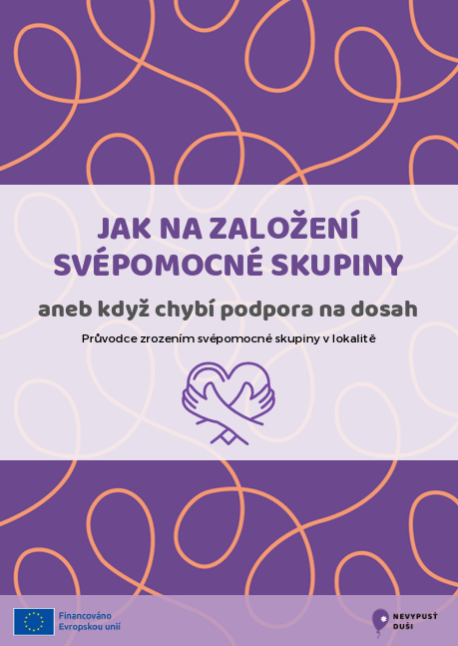 JAK NA ZALOŽENÍ
SVÉPOMOCNÉ SKUPINY
aneb když chybí podpora na dosah
Průvodce zrozením svépomocné skupiny v lokalitě
Financováno
Evropskou unií
NEVYPUSŤ
DUŠI